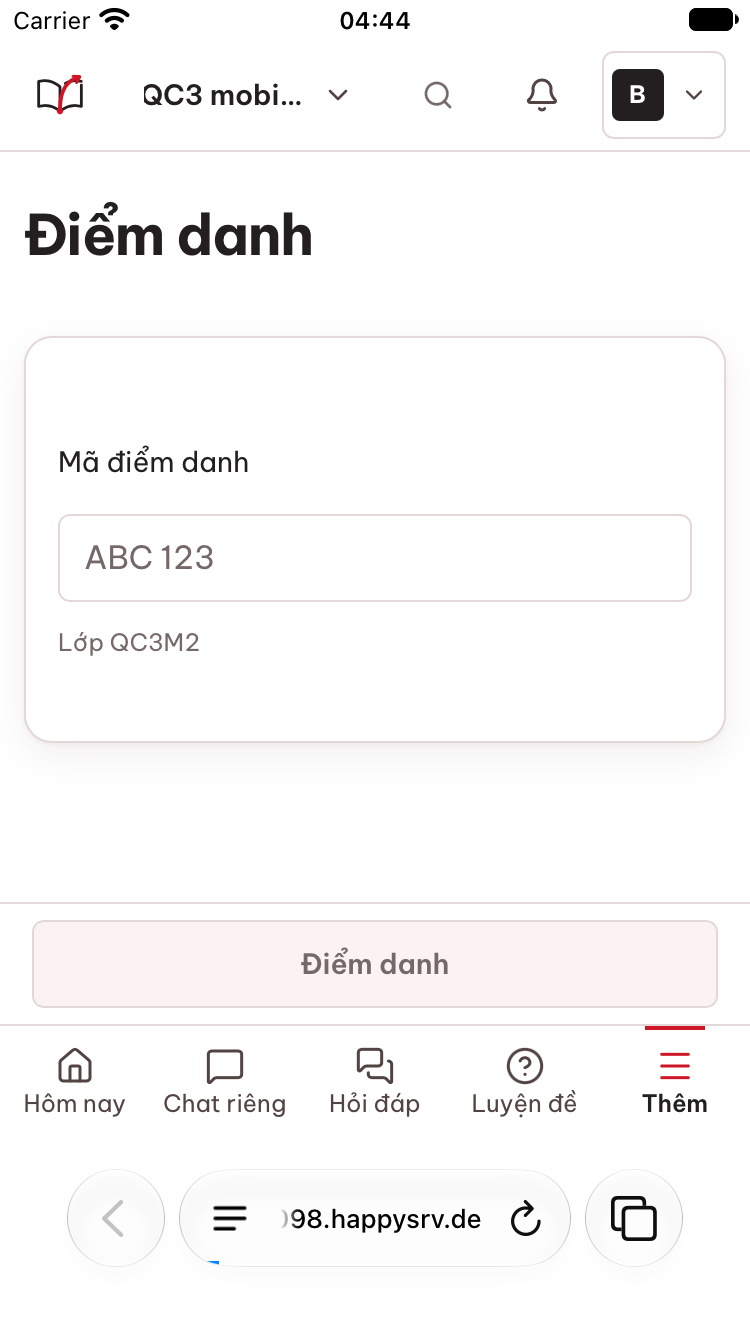 Carrier
04:44
QC3 mobi...
B
Điểm danh
Mã điểm danh
ABC 123
Lớp QC3M2
Điểm danh
Hôm nay
Chat riêng
Hỏi đáp
Luyện đề
Thêm
98.happysrv.de